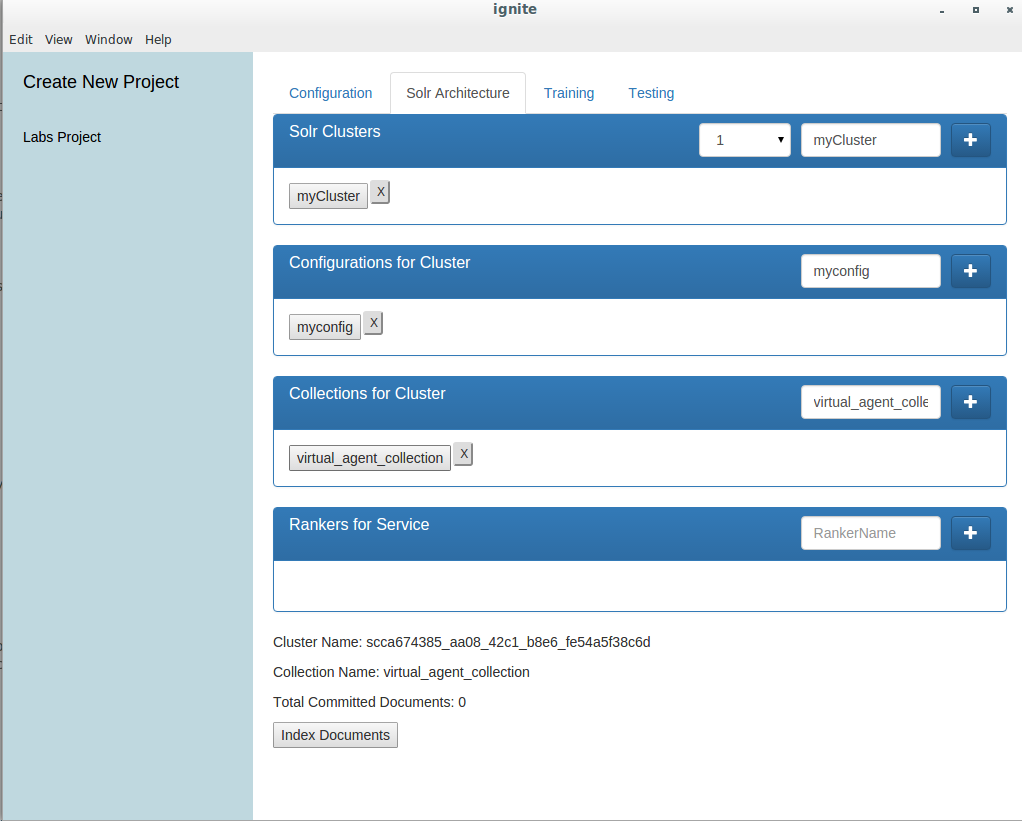 ignite
Edit View Window Help
Create New Project
Labs Project
Configuration Solr Architecture Training Testing
Solr Clusters 1 myCluster
myCluster X
Configurations for Cluster myconfig
myconfig X
Collections for Cluster virtual_agent_colle
virtual_agent_collection X
Rankers for Service RankerName
Cluster Name: scca674385_aa08_42c1_b8e6_fe54a5f38c6d
Collection Name: virtual_agent_collection
Total Committed Documents: 0
Index Documents